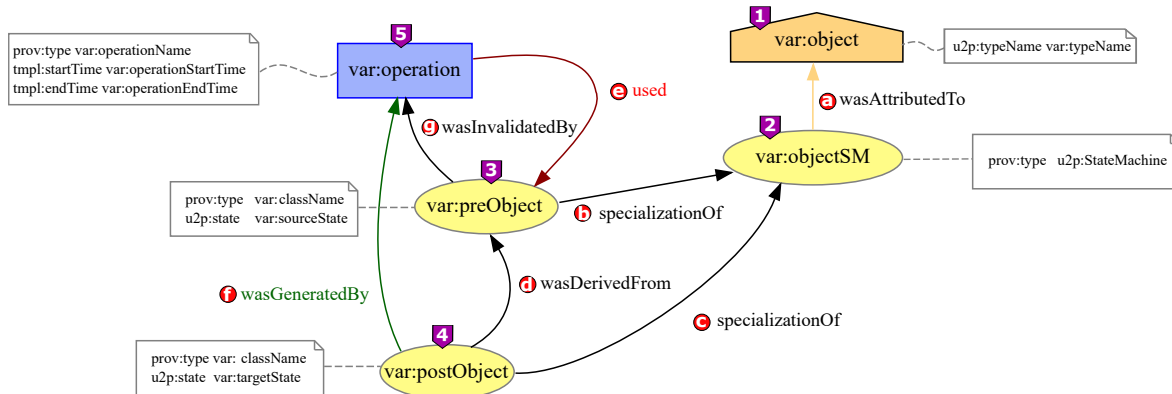 5
1
prov:type var:operationName
tmpl:startTime var:operationStartTime
tmpl:endTime var:operationEndTime
var:operation
var:object
u2p:typeName var:typeName
e used
a wasAttributedTo
g wasInvalidatedBy
2
var:objectSM
prov:type u2p:StateMachine
3
prov:type var:className
u2p:state var:sourceState
var:preObject
b specializationOf
d wasDerivedFrom
f wasGeneratedBy
c specializationOf
4
prov:type var: className
u2p:state var:targetState
var:postObject